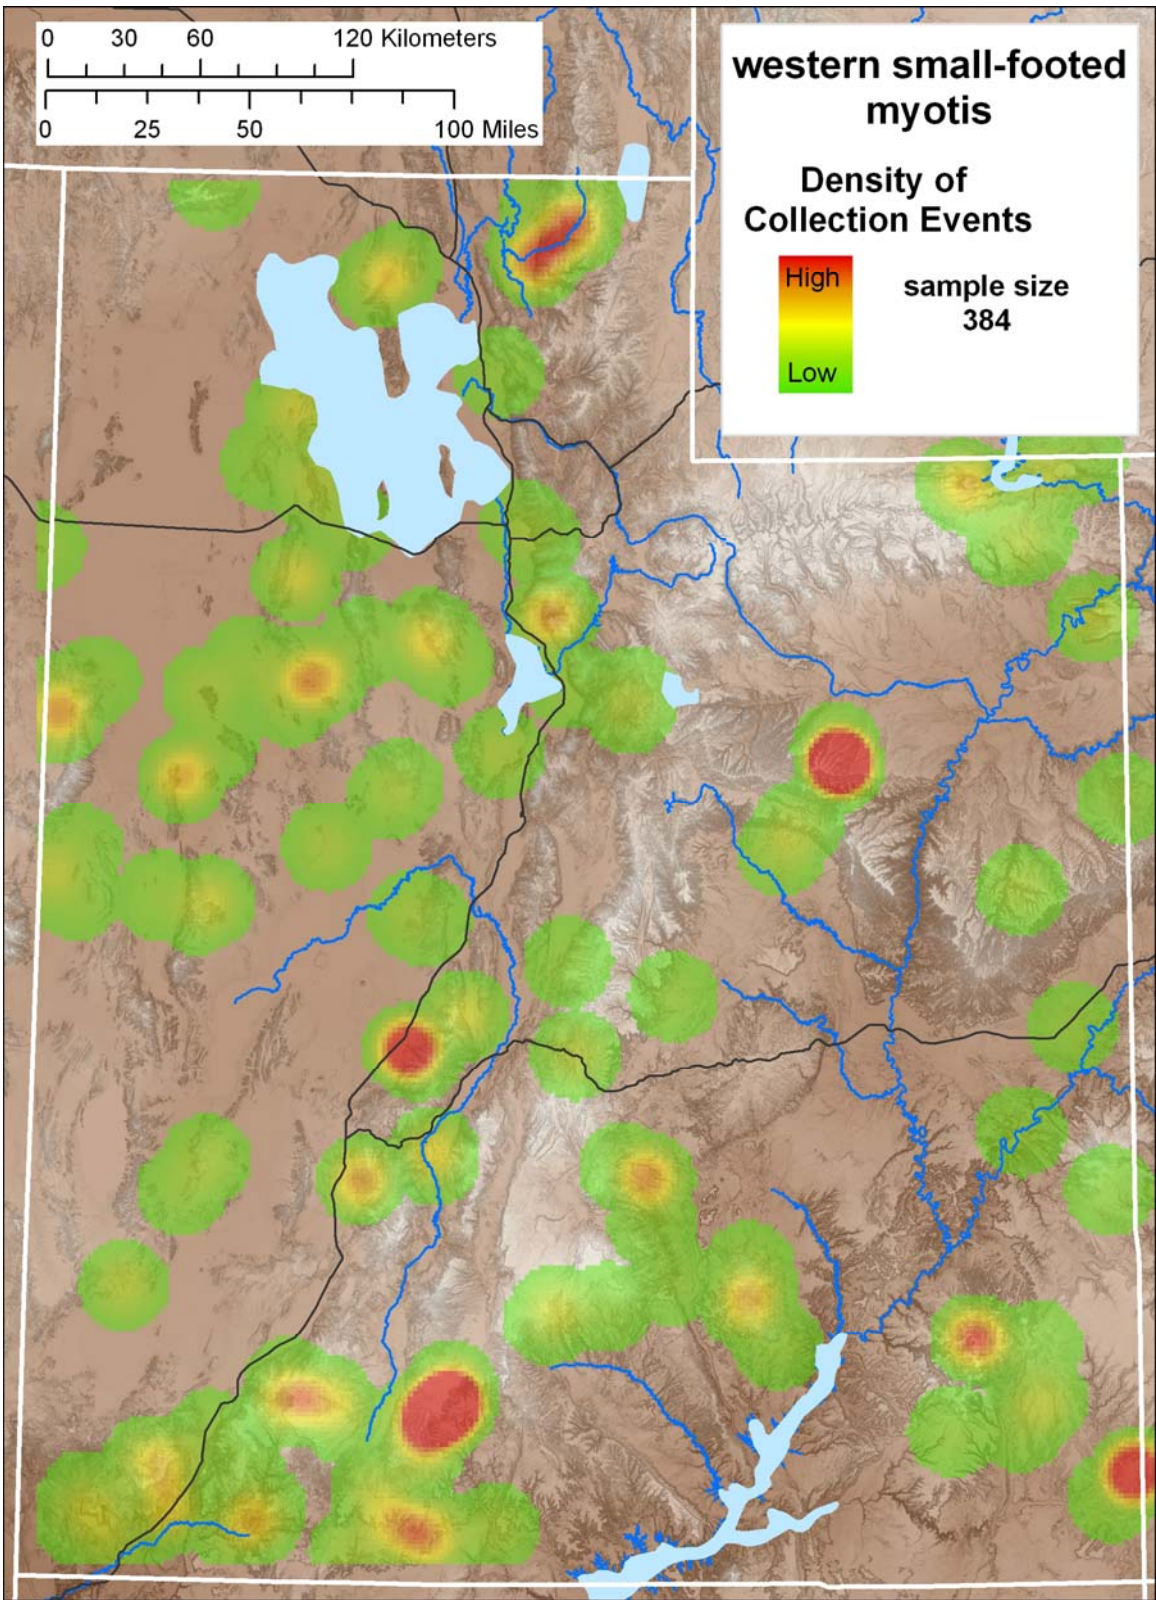 0 30 60 120 Kilometers
0 25 50 100 Miles
western small-footed
myotis
Density of
Collection Events
High
Low
sample size
384